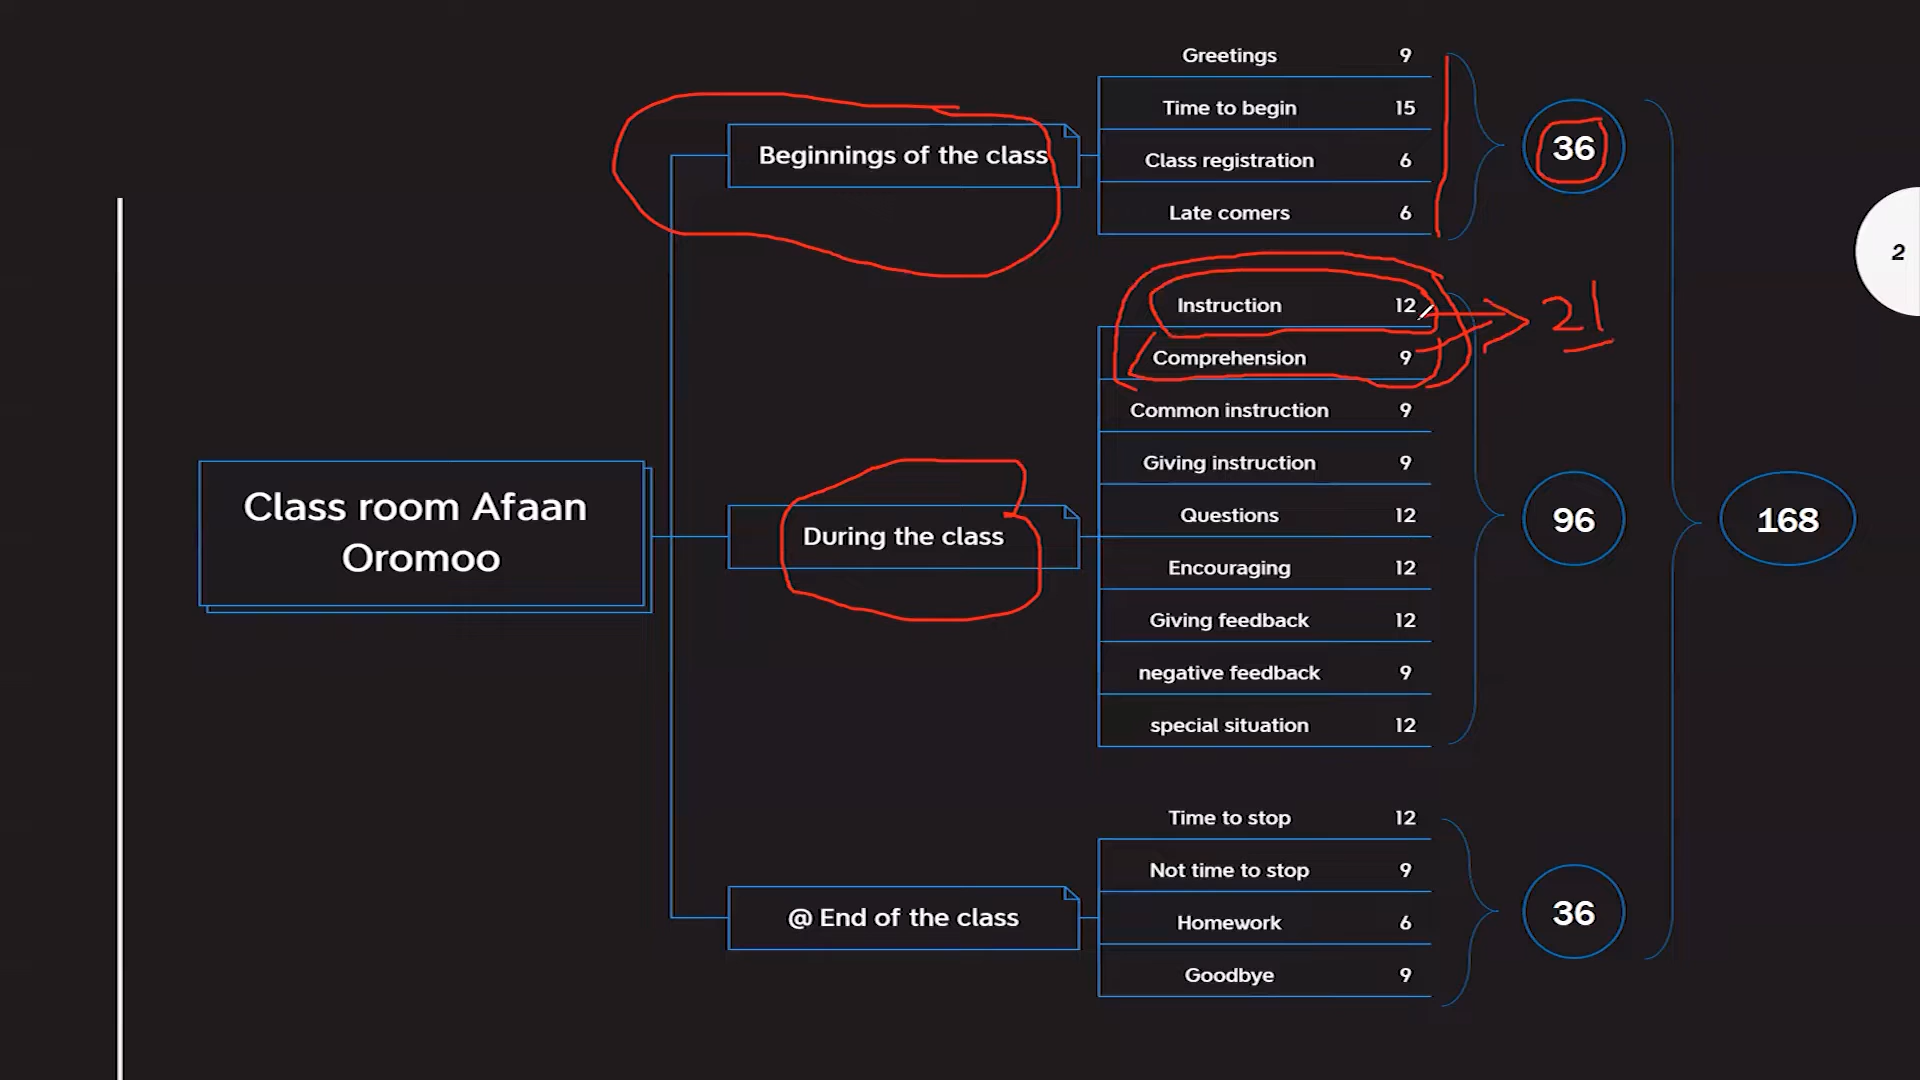 Class room Afaan
Oromoo
Beginnings of the class
Greetings 9
Time to begin 15
Class registration 6
Late comers 6
36
During the class
Instruction 12
Comprehension 9
21
Common instruction 9
Giving instruction 9
Questions 12
Encouraging 12
Giving feedback 12
negative feedback 9
special situation 12
96
@ End of the class
Time to stop 12
Not time to stop 9
Homework 6
Goodbye 9
36
168
2